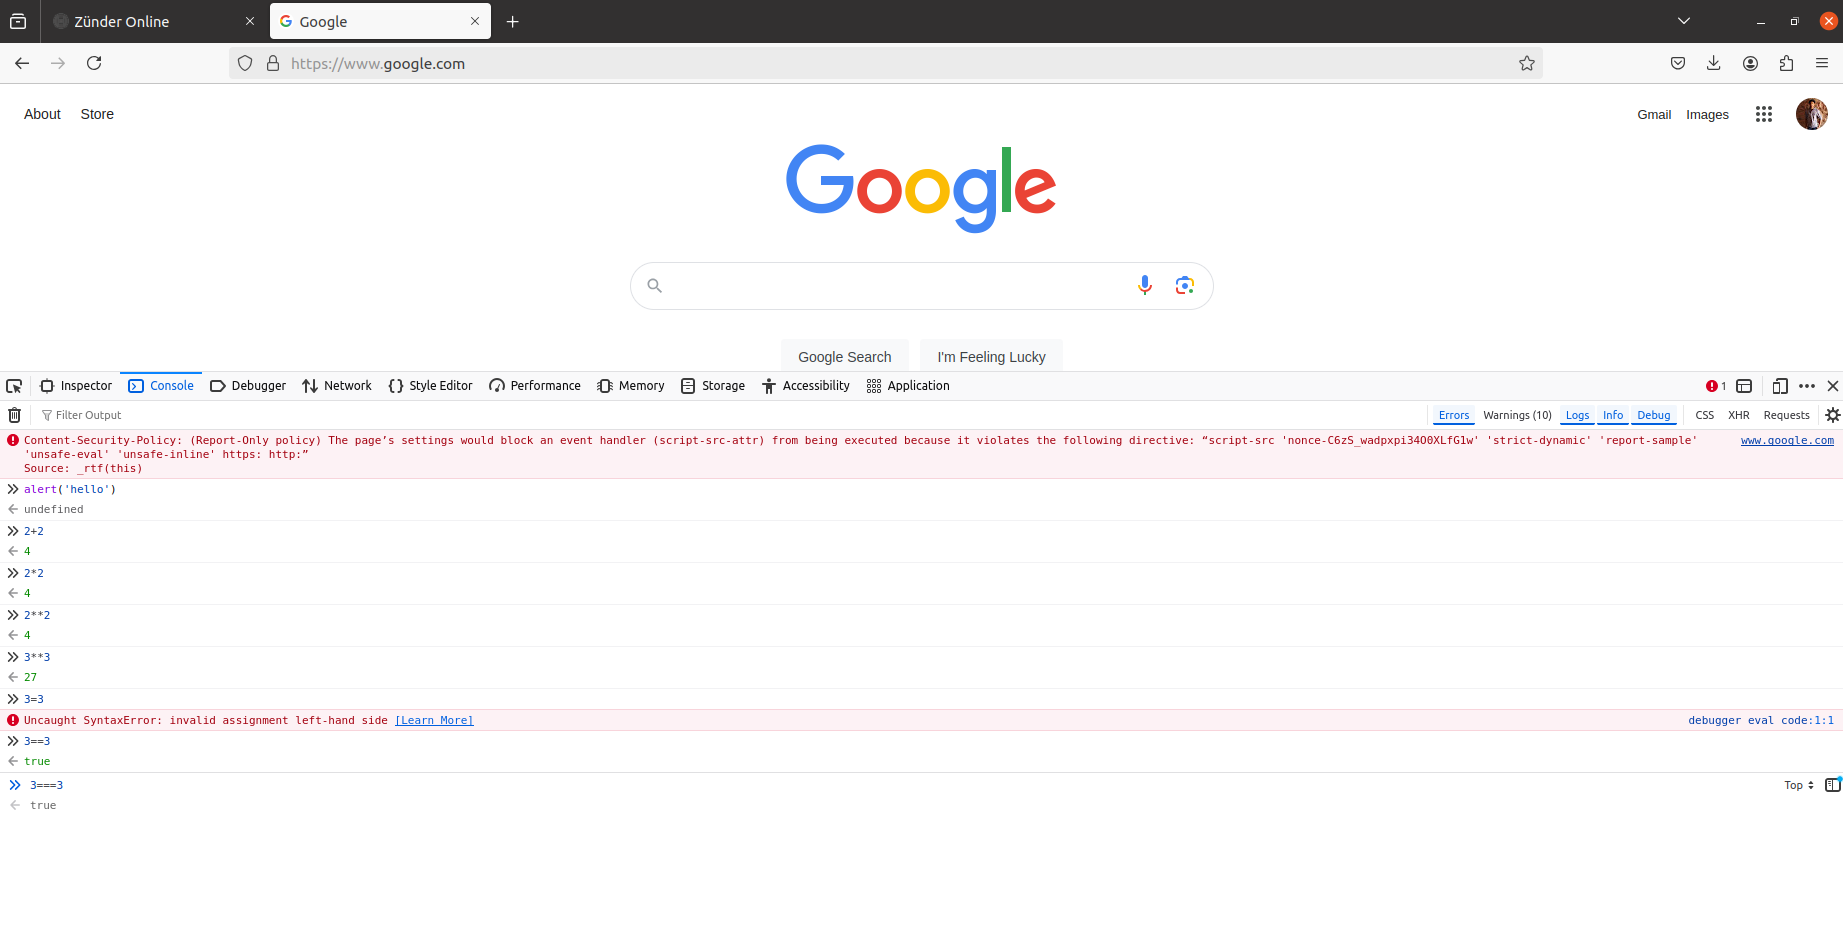 Zünder Online
Google
https://www.google.com
About Store
Gmail Images
Google
Google Search I'm Feeling Lucky
Inspector Console Debugger Network Style Editor Performance Memory Storage Accessibility Application 1
Filter Output Errors Warnings (10) Logs Info Debug CSS XHR Requests
Content-Security-Policy: (Report-Only policy) The page’s settings would block an event handler (script-src-attr) from being executed because it violates the following directive: “script-src 'nonce-C6zS_wadpxpi34O0XLfG1w' 'strict-dynamic' 'report-sample' www.google.com
'unsafe-eval' 'unsafe-inline' https: http:”
Source: _rtf(this)
alert('hello')
undefined
2+2
4
2*2
4
2**2
4
3**3
27
3=3
Uncaught SyntaxError: invalid assignment left-hand side [Learn More] debugger eval code:1:1
3==3
true
3===3 Top
true